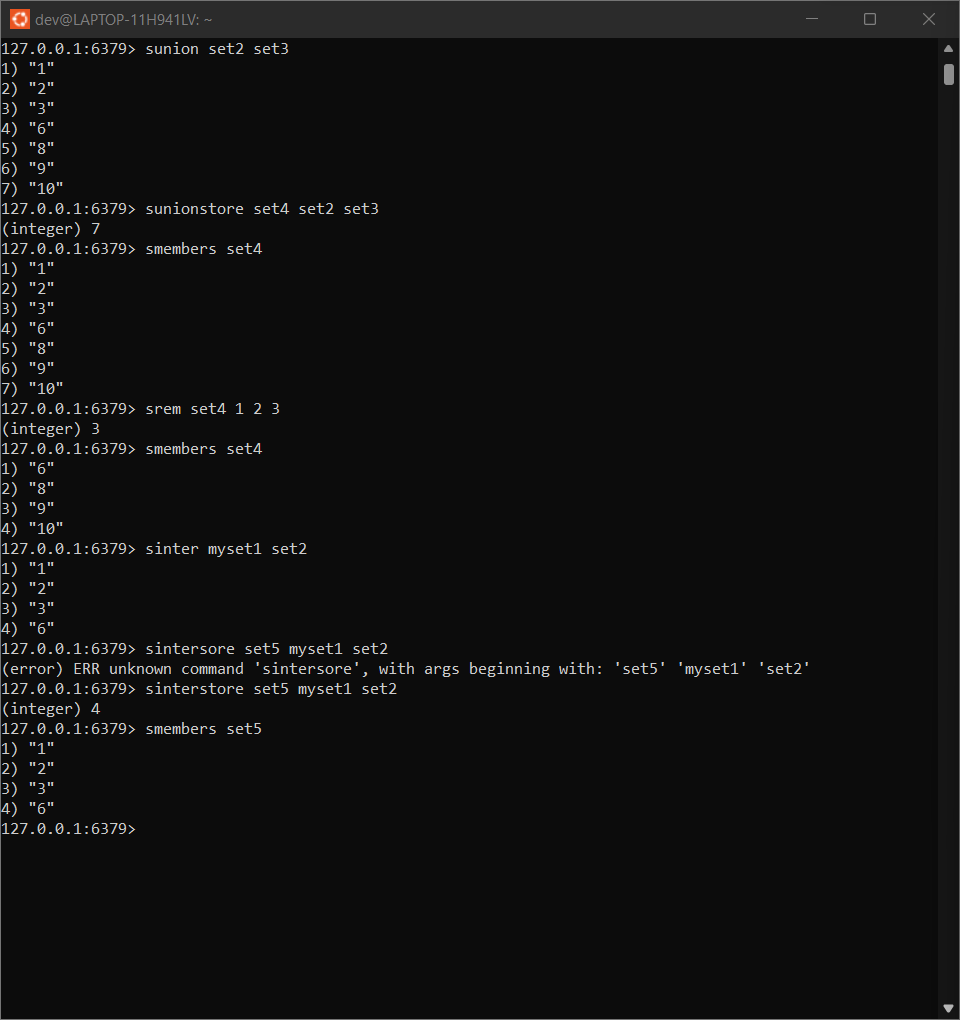 dev@LAPTOP-11H941LV: ~
127.0.0.1:6379> sunion set2 set3
1) "1"
2) "2"
3) "3"
4) "6"
5) "8"
6) "9"
7) "10"
127.0.0.1:6379> sunionstore set4 set2 set3
(integer) 7
127.0.0.1:6379> smembers set4
1) "1"
2) "2"
3) "3"
4) "6"
5) "8"
6) "9"
7) "10"
127.0.0.1:6379> srem set4 1 2 3
(integer) 3
127.0.0.1:6379> smembers set4
1) "6"
2) "8"
3) "9"
4) "10"
127.0.0.1:6379> sinter myset1 set2
1) "1"
2) "2"
3) "3"
4) "6"
127.0.0.1:6379> sintersore set5 myset1 set2
(error) ERR unknown command 'sintersore', with args beginning with: 'set5' 'myset1' 'set2'
127.0.0.1:6379> sinterstore set5 myset1 set2
(integer) 4
127.0.0.1:6379> smembers set5
1) "1"
2) "2"
3) "3"
4) "6"
127.0.0.1:6379>